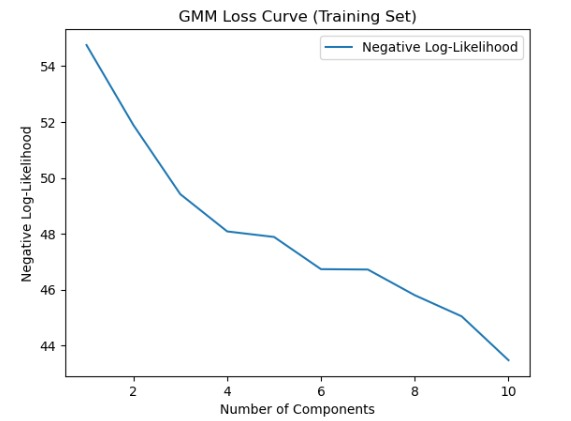 GMM Loss Curve (Training Set)
Negative Log-Likelihood
Negative Log-Likelihood
54
52
50
48
46
44
2 4 6 8 10
Number of Components